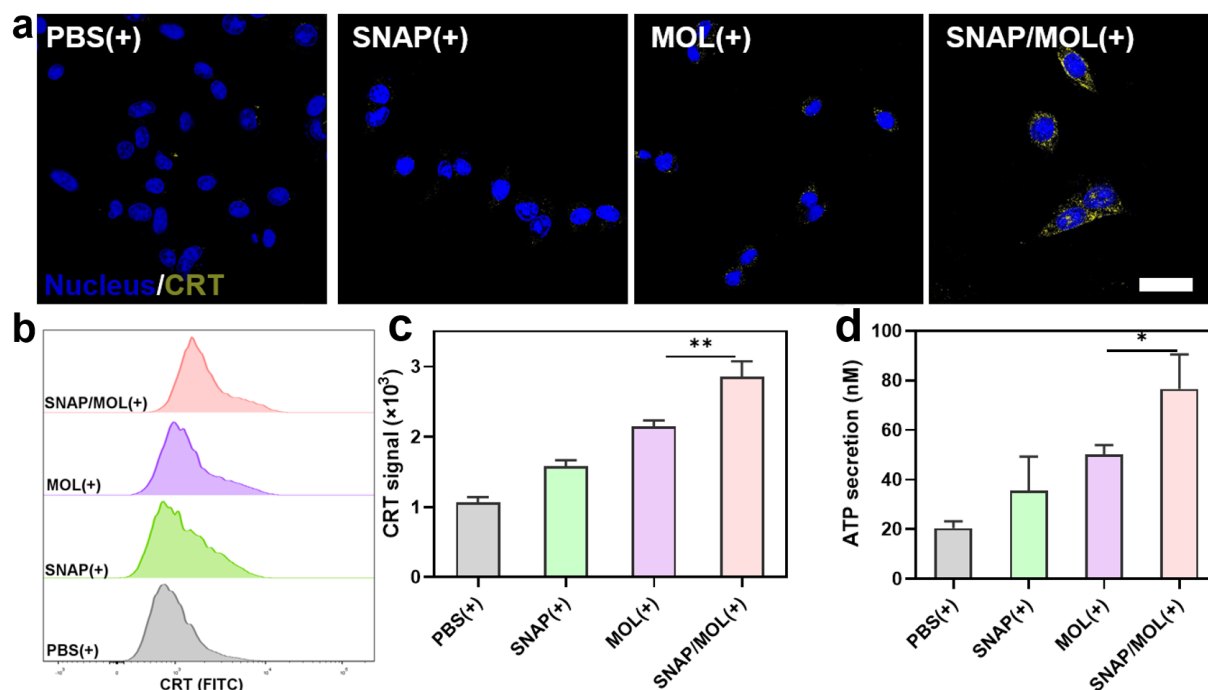 a
PBS(+)
SNAP(+)
MOL(+)
SNAP/MOL(+)
Nucleus/CRT
b
SNAP/MOL(+)
MOL(+)
SNAP(+)
PBS(+)
CRT (FITC)
c
CRT signal (×10³)
3
2
1
0
**
PBS(+)
SNAP(+)
MOL(+)
SNAP/MOL(+)
d
ATP secretion (nM)
100
80
60
40
20
0
*
PBS(+)
SNAP(+)
MOL(+)
SNAP/MOL(+)